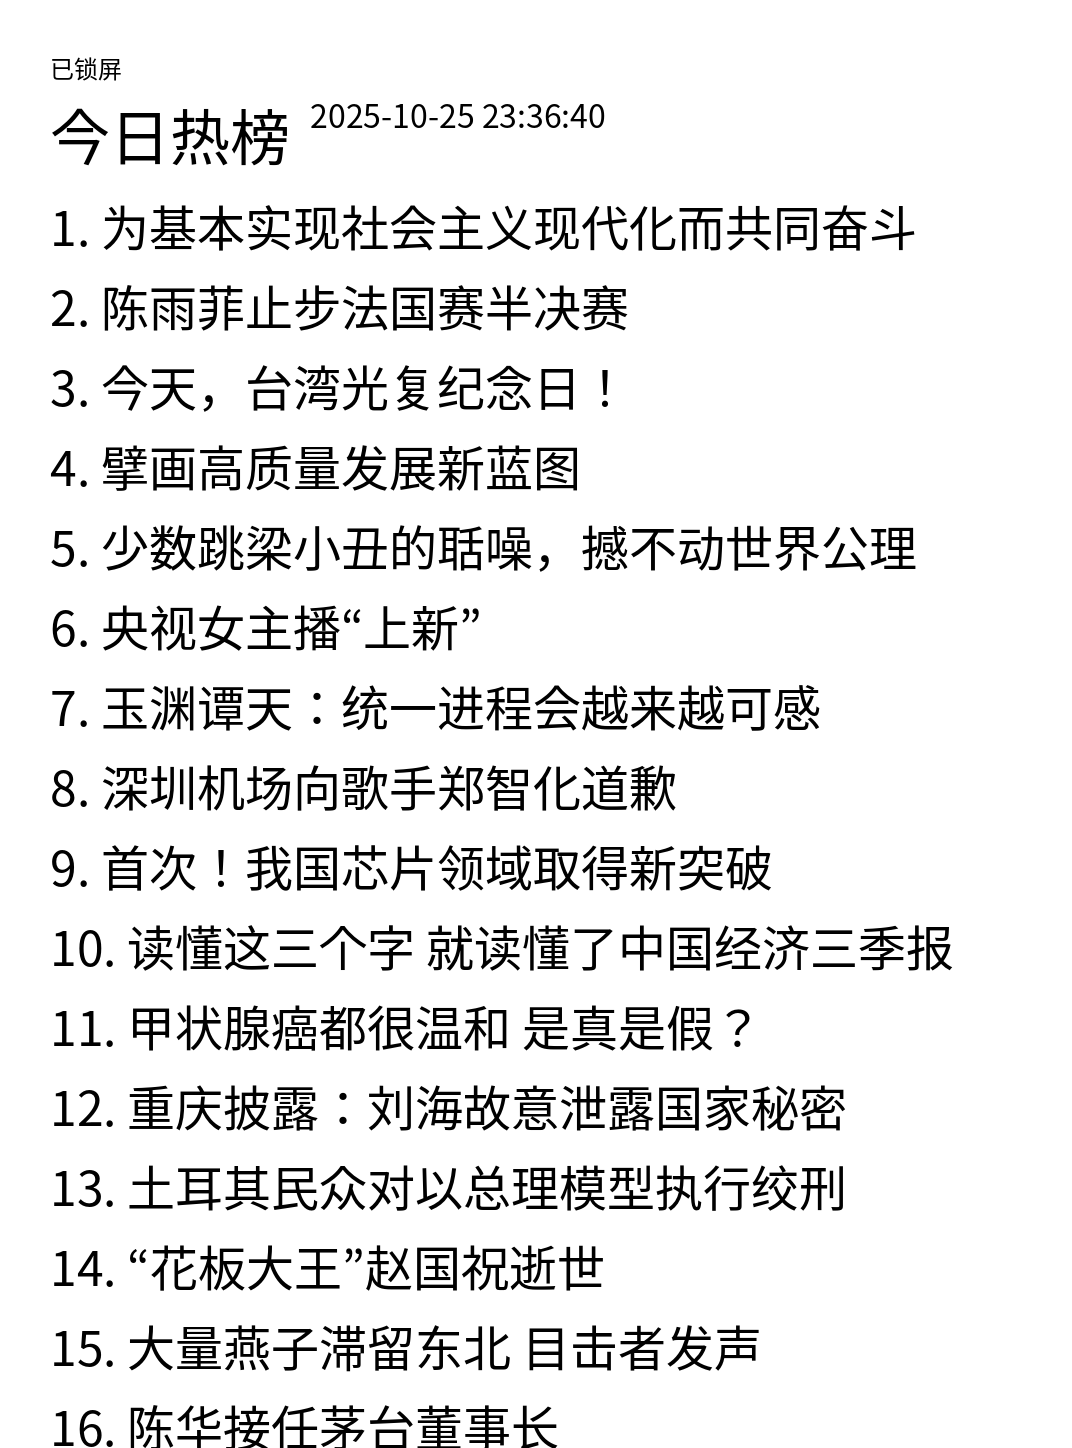 已锁屏
今日热榜 2025-10-25 23:36:40
1. 为基本实现社会主义现代化而共同奋斗
2. 陈雨菲止步法国赛半决赛
3. 今天，台湾光复纪念日！
4. 擘画高质量发展新蓝图
5. 少数跳梁小丑的聒噪，撼不动世界公理
6. 央视女主播“上新”
7. 玉渊谭天：统一进程会越来越可感
8. 深圳机场向歌手郑智化道歉
9. 首次！我国芯片领域取得新突破
10. 读懂这三个字 就读懂了中国经济三季报
11. 甲状腺癌都很温和 是真是假？
12. 重庆披露：刘海故意泄露国家秘密
13. 土耳其民众对以总理模型执行绞刑
14. “花板大王”赵国祝逝世
15. 大量燕子滞留东北 目击者发声
16. 陈华接任茅台董事长